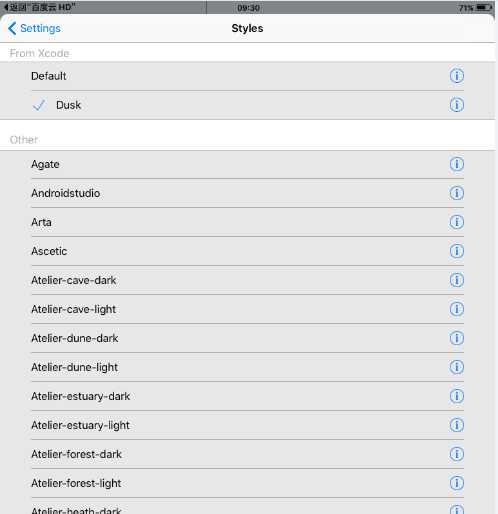 返回“百度云 HD” 09:30 71%
Settings Styles
From Xcode
Default
Dusk
Other
Agate
Androidstudio
Arta
Ascetic
Atelier-cave-dark
Atelier-cave-light
Atelier-dune-dark
Atelier-dune-light
Atelier-estuary-dark
Atelier-estuary-light
Atelier-forest-dark
Atelier-forest-light
Atelier-heath-dark